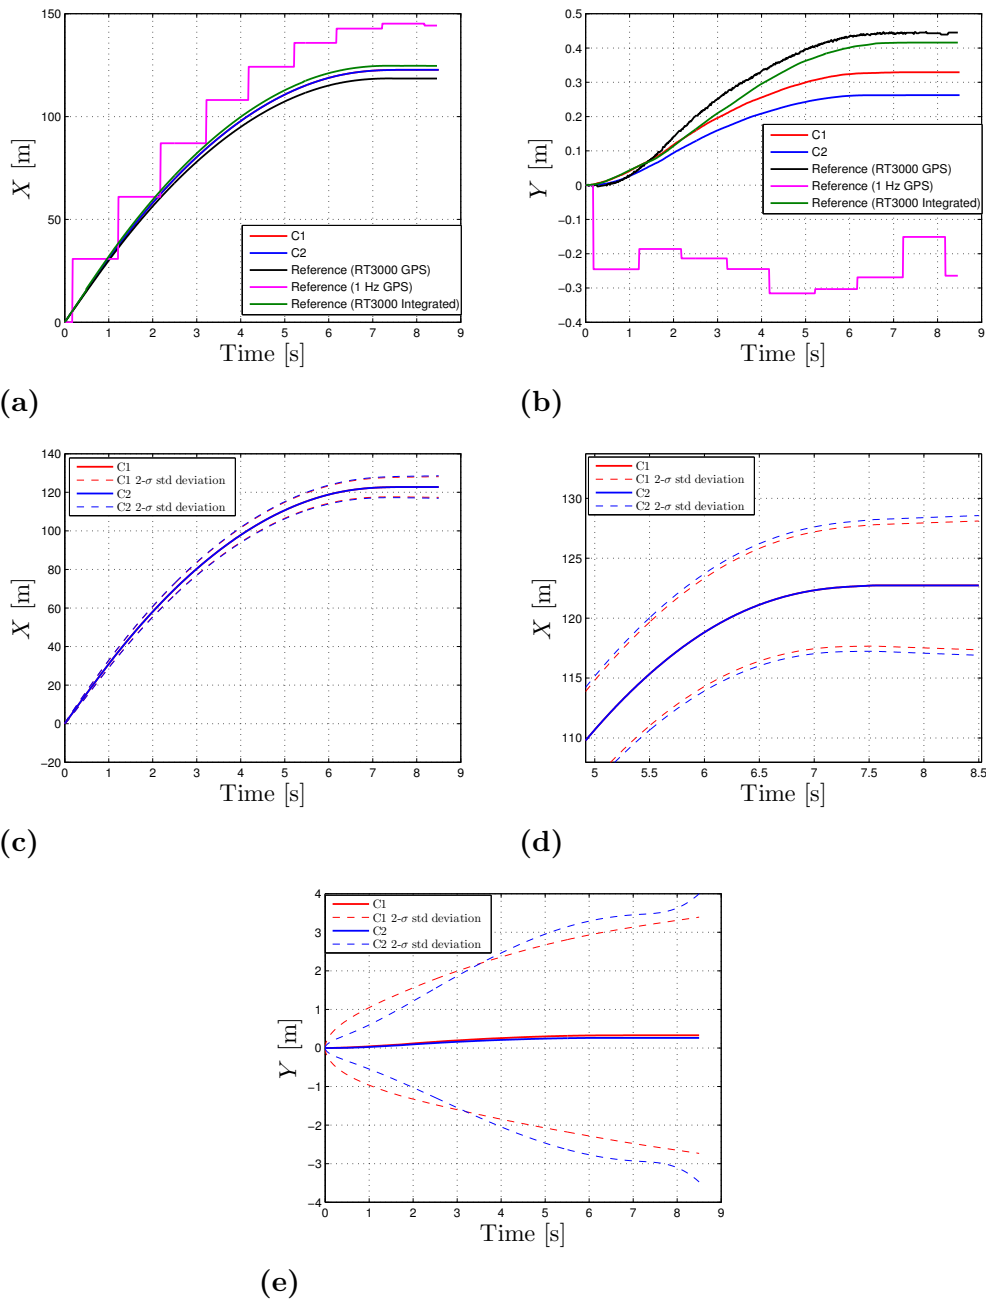 150
100
50
0
X [m]
0 1 2 3 4 5 6 7 8 9
Time [s]
C1
C2
Reference (RT3000 GPS)
Reference (1 Hz GPS)
Reference (RT3000 Integrated)
(a)
0.5
0.4
0.3
0.2
0.1
0
−0.1
−0.2
−0.3
−0.4
Y [m]
0 1 2 3 4 5 6 7 8 9
Time [s]
C1
C2
Reference (RT3000 GPS)
Reference (1 Hz GPS)
Reference (RT3000 Integrated)
(b)
140
120
100
80
60
40
20
0
−20
X [m]
0 1 2 3 4 5 6 7 8 9
Time [s]
C1
C1 2-σ std deviation
C2
C2 2-σ std deviation
(c)
130
125
120
115
110
X [m]
5 5.5 6 6.5 7 7.5 8 8.5
Time [s]
C1
C1 2-σ std deviation
C2
C2 2-σ std deviation
(d)
4
3
2
1
0
−1
−2
−3
−4
Y [m]
0 1 2 3 4 5 6 7 8 9
Time [s]
C1
C1 2-σ std deviation
C2
C2 2-σ std deviation
(e)